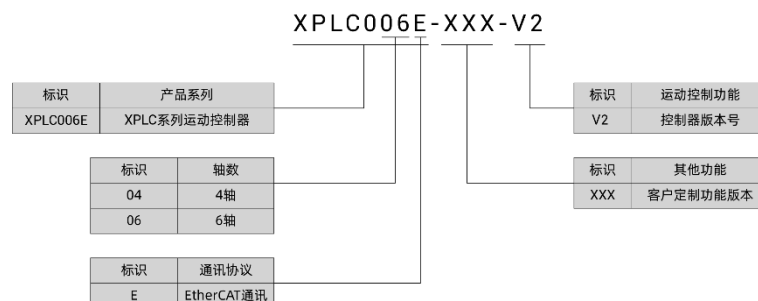 XPLC006E-XXX-V2
标识 产品系列
XPLC006E XPLC系列运动控制器
标识 运动控制功能
V2 控制器版本号
标识 轴数
04 4轴
06 6轴
标识 其他功能
XXX 客户定制功能版本
标识 通讯协议
E EtherCAT通讯